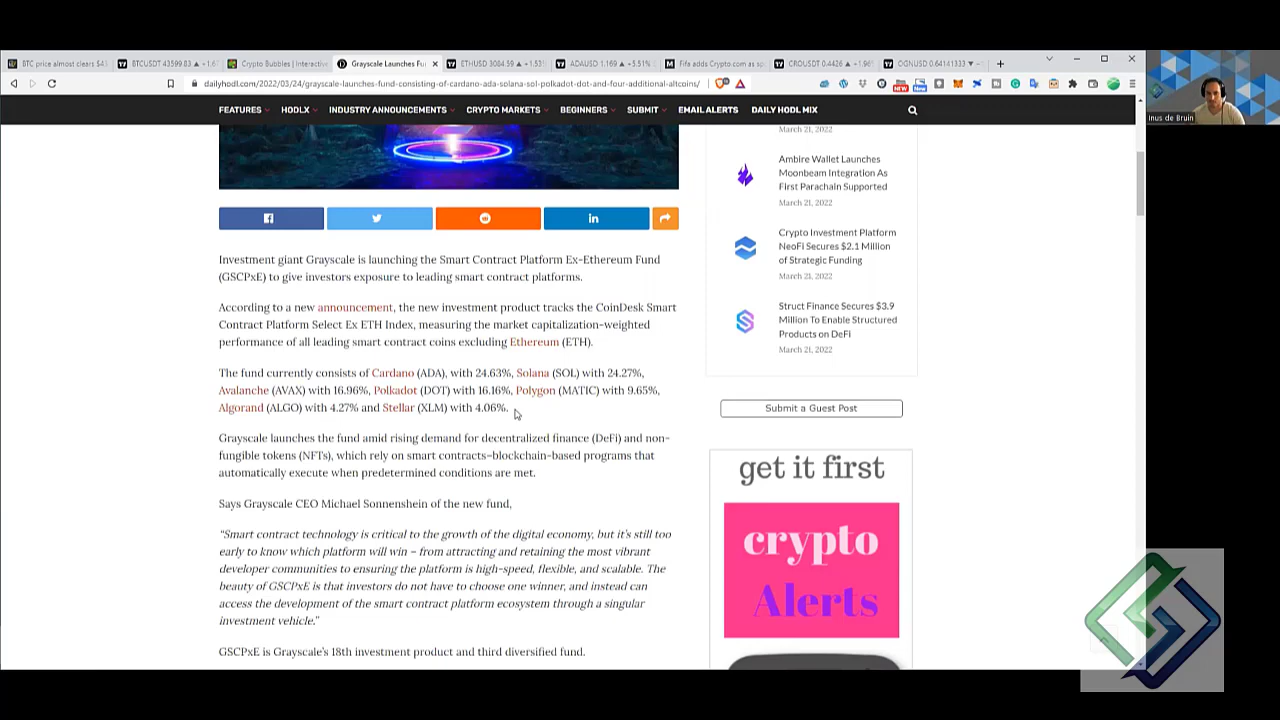 BTC price almost clears $4
BTCUSDT 43599.83 ▲ +1.6
Crypto Bubbles | Interactive
Grayscale Launches Fu
ETHUSD 3084.59 ▲ +1.53
ADAUSD 1.169 ▲ +5.51%
Fifa adds Crypto.com as sp
CROUSDT 0.4426 ▲ +1.96
OGNUSD 0.64141333 ▼
dailyhodl.com/2022/03/24/grayscale-launches-fund-consisting-of-cardano-ada-solana-sol-polkadot-dot-and-four-additional-altcoins/
FEATURES HODLX INDUSTRY ANNOUNCEMENTS CRYPTO MARKETS BEGINNERS SUBMIT EMAIL ALERTS DAILY HODL MIX
Inus de Bruin
Investment giant Grayscale is launching the Smart Contract Platform Ex-Ethereum Fund
(GSCPxE) to give investors exposure to leading smart contract platforms.
According to a new announcement, the new investment product tracks the CoinDesk Smart
Contract Platform Select Ex ETH Index, measuring the market capitalization-weighted
performance of all leading smart contract coins excluding Ethereum (ETH).
The fund currently consists of Cardano (ADA), with 24.63%, Solana (SOL) with 24.27%,
Avalanche (AVAX) with 16.96%, Polkadot (DOT) with 16.16%, Polygon (MATIC) with 9.65%,
Algorand (ALGO) with 4.27% and Stellar (XLM) with 4.06%.
Grayscale launches the fund amid rising demand for decentralized finance (DeFi) and non-
fungible tokens (NFTs), which rely on smart contracts–blockchain-based programs that
automatically execute when predetermined conditions are met.
Says Grayscale CEO Michael Sonnenshein of the new fund,
“Smart contract technology is critical to the growth of the digital economy, but it’s still too
early to know which platform will win – from attracting and retaining the most vibrant
developer communities to ensuring the platform is high-speed, flexible, and scalable. The
beauty of GSCPxE is that investors do not have to choose one winner, and instead can
access the development of the smart contract platform ecosystem through a singular
investment vehicle.”
GSCPxE is Grayscale’s 18th investment product and third diversified fund.
March 21, 2022
Ambire Wallet Launches
Moonbeam Integration As
First Parachain Supported
March 21, 2022
Crypto Investment Platform
NeoFi Secures $2.1 Million
of Strategic Funding
March 21, 2022
Struct Finance Secures $3.9
Million To Enable Structured
Products on DeFi
March 21, 2022
Submit a Guest Post
get it first
crypto
Alerts